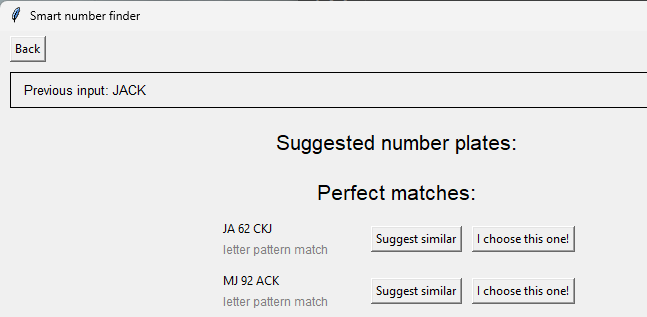 Smart number finder
Back
Previous input: JACK
Suggested number plates:
Perfect matches:
JA 62 CKJ
letter pattern match
Suggest similar
I choose this one!
MJ 92 ACK
letter pattern match
Suggest similar
I choose this one!